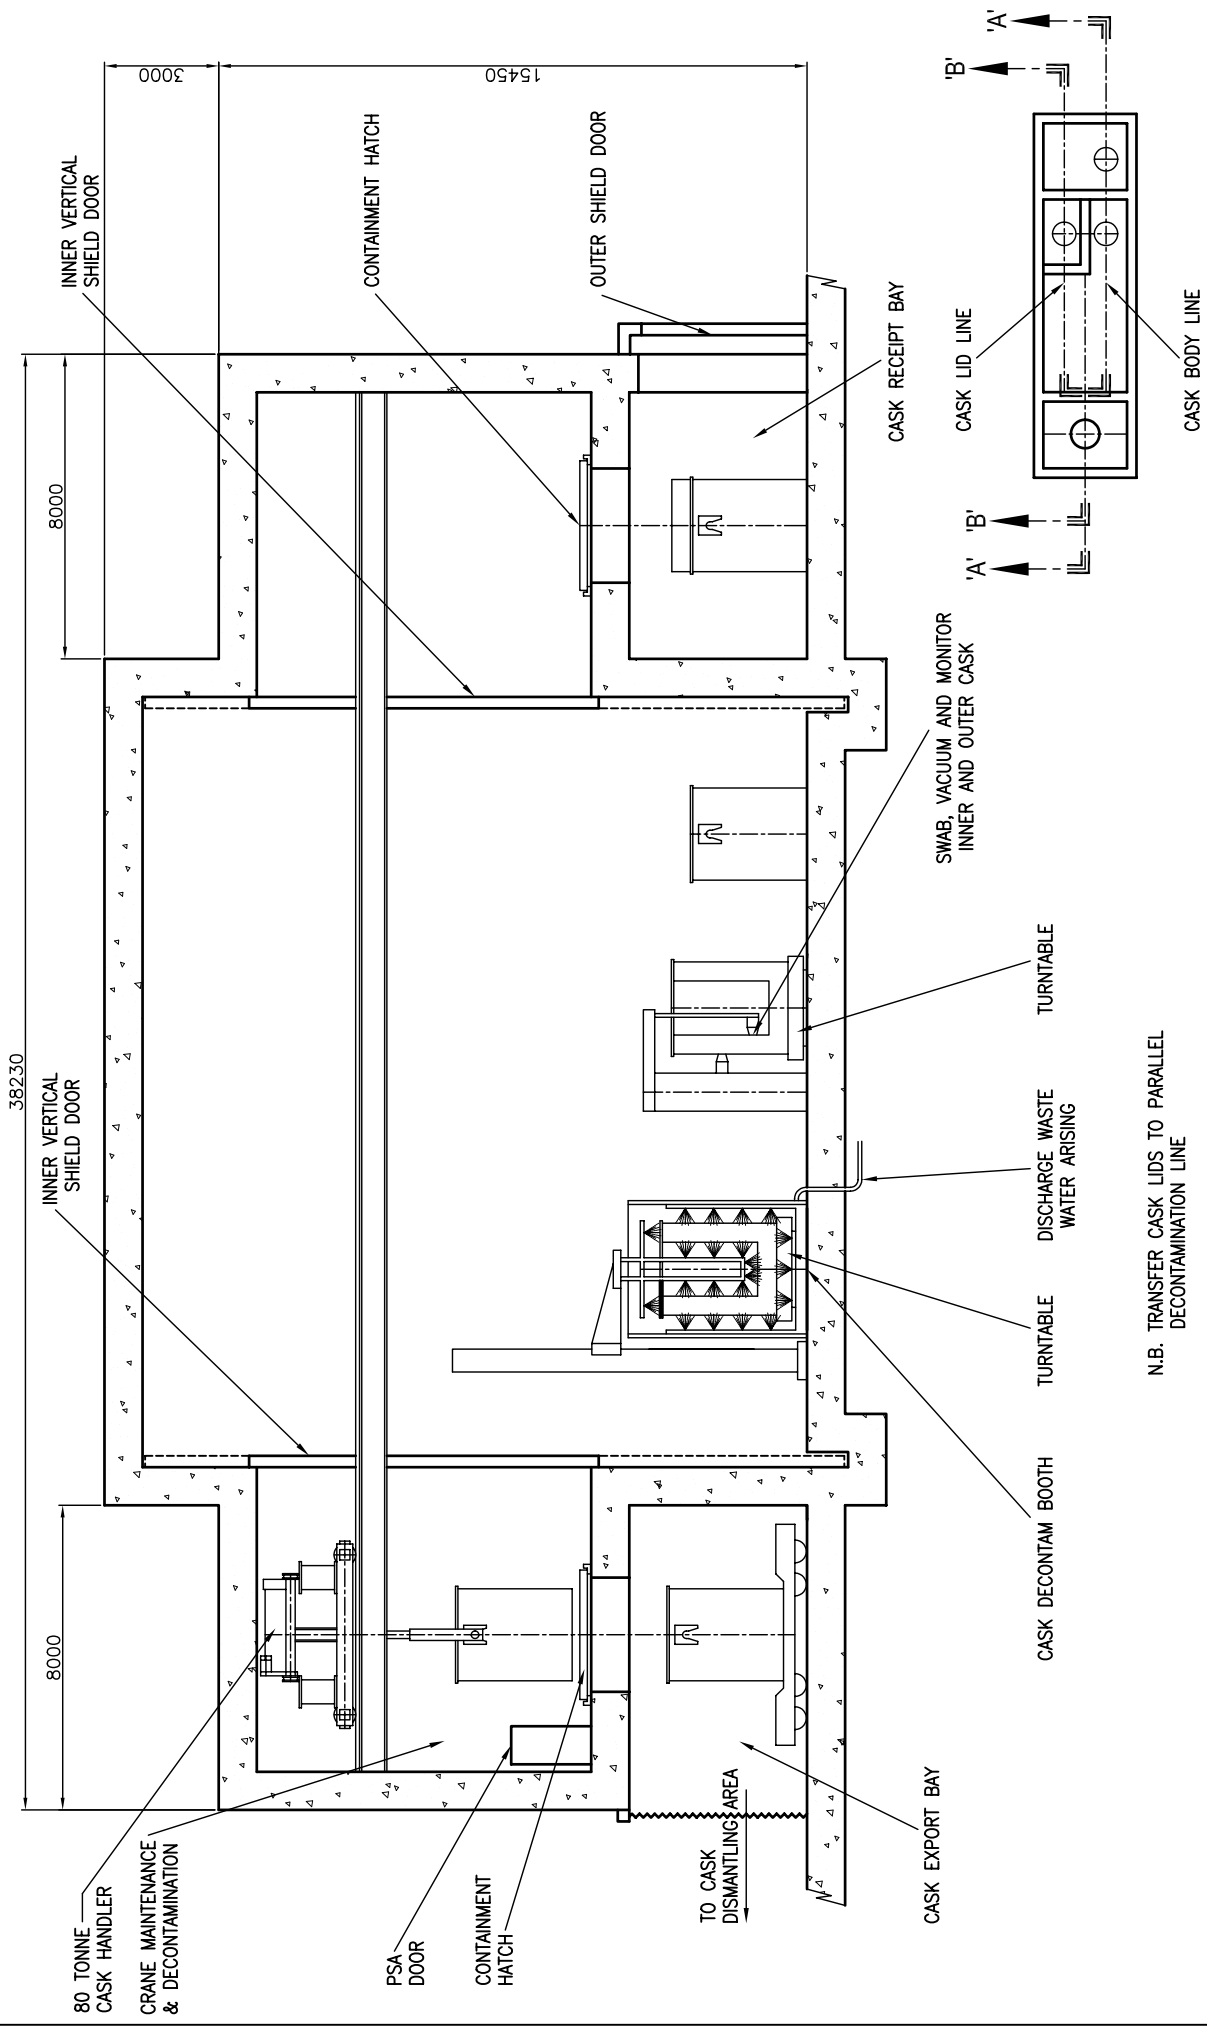 38230
8000
8000
3000
15450
80 TONNE
CASK HANDLER
CRANE MAINTENANCE
& DECONTAMINATION
PSA
DOOR
CONTAINMENT
HATCH
TO CASK
DISMANTLING AREA
CASK EXPORT BAY
INNER VERTICAL
SHIELD DOOR
INNER VERTICAL
SHIELD DOOR
CONTAINMENT HATCH
OUTER SHIELD DOOR
CASK RECEIPT BAY
SWAB, VACUUM AND MONITOR
INNER AND OUTER CASK
CASK DECONTAM BOOTH
TURNTABLE
DISCHARGE WASTE
WATER ARISING
TURNTABLE
N.B. TRANSFER CASK LIDS TO PARALLEL
DECONTAMINATION LINE
CASK LID LINE
CASK BODY LINE
'A'
'B'
'B'
'A'